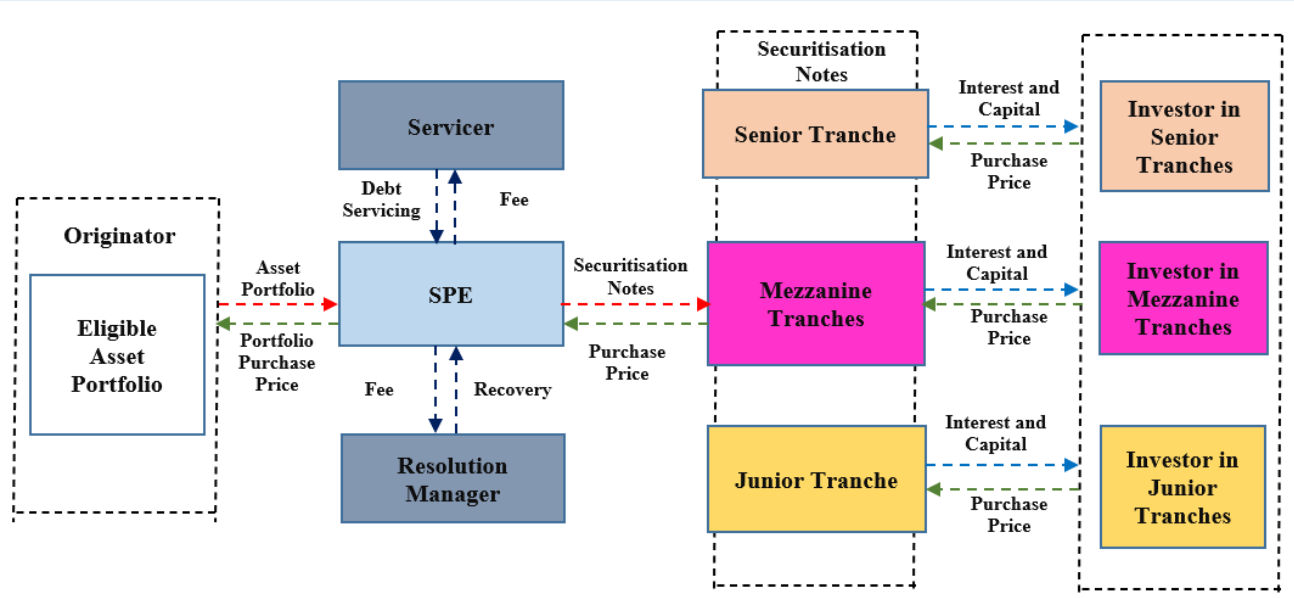 Originator
Eligible
Asset
Portfolio
Asset
Portfolio
Portfolio
Purchase
Price
Servicer
Debt
Servicing
Fee
SPE
Fee
Recovery
Resolution
Manager
Securitisation
Notes
Purchase
Price
Securitisation
Notes
Senior Tranche
Mezzanine
Tranches
Junior Tranche
Interest and
Capital
Purchase
Price
Interest and
Capital
Purchase
Price
Interest and
Capital
Purchase
Price
Investor in
Senior
Tranches
Investor in
Mezzanine
Tranches
Investor in
Junior
Tranches